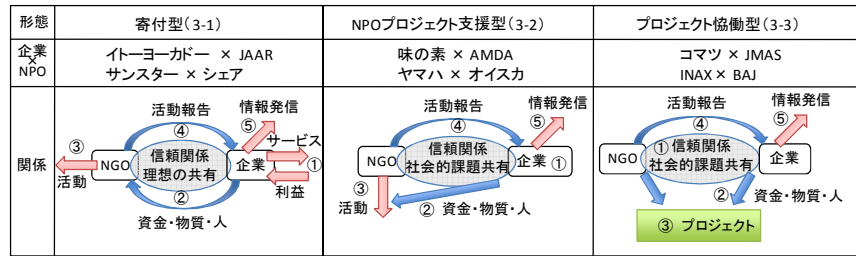 形態
寄付型(3-1)
NPOプロジェクト支援型(3-2)
プロジェクト恊働型(3-3)
企業
×
NPO
イトーヨーカドー × JAAR
サンスター × シェア
味の素 × AMDA
ヤマハ × オイスカ
コマツ × JMAS
INAX × BAJ
関係
活動報告
④
情報発信
⑤
サービス
①
利益
③
活動
NGO
信頼関係
理想の共有
企業
②
資金・物質・人
活動報告
④
情報発信
⑤
NGO
信頼関係
社会的課題共有
企業 ①
③
活動
② 資金・物質・人
活動報告
④
情報発信
⑤
NGO
① 信頼関係
社会的課題共有
企業
② 資金・物質・人
③ プロジェクト